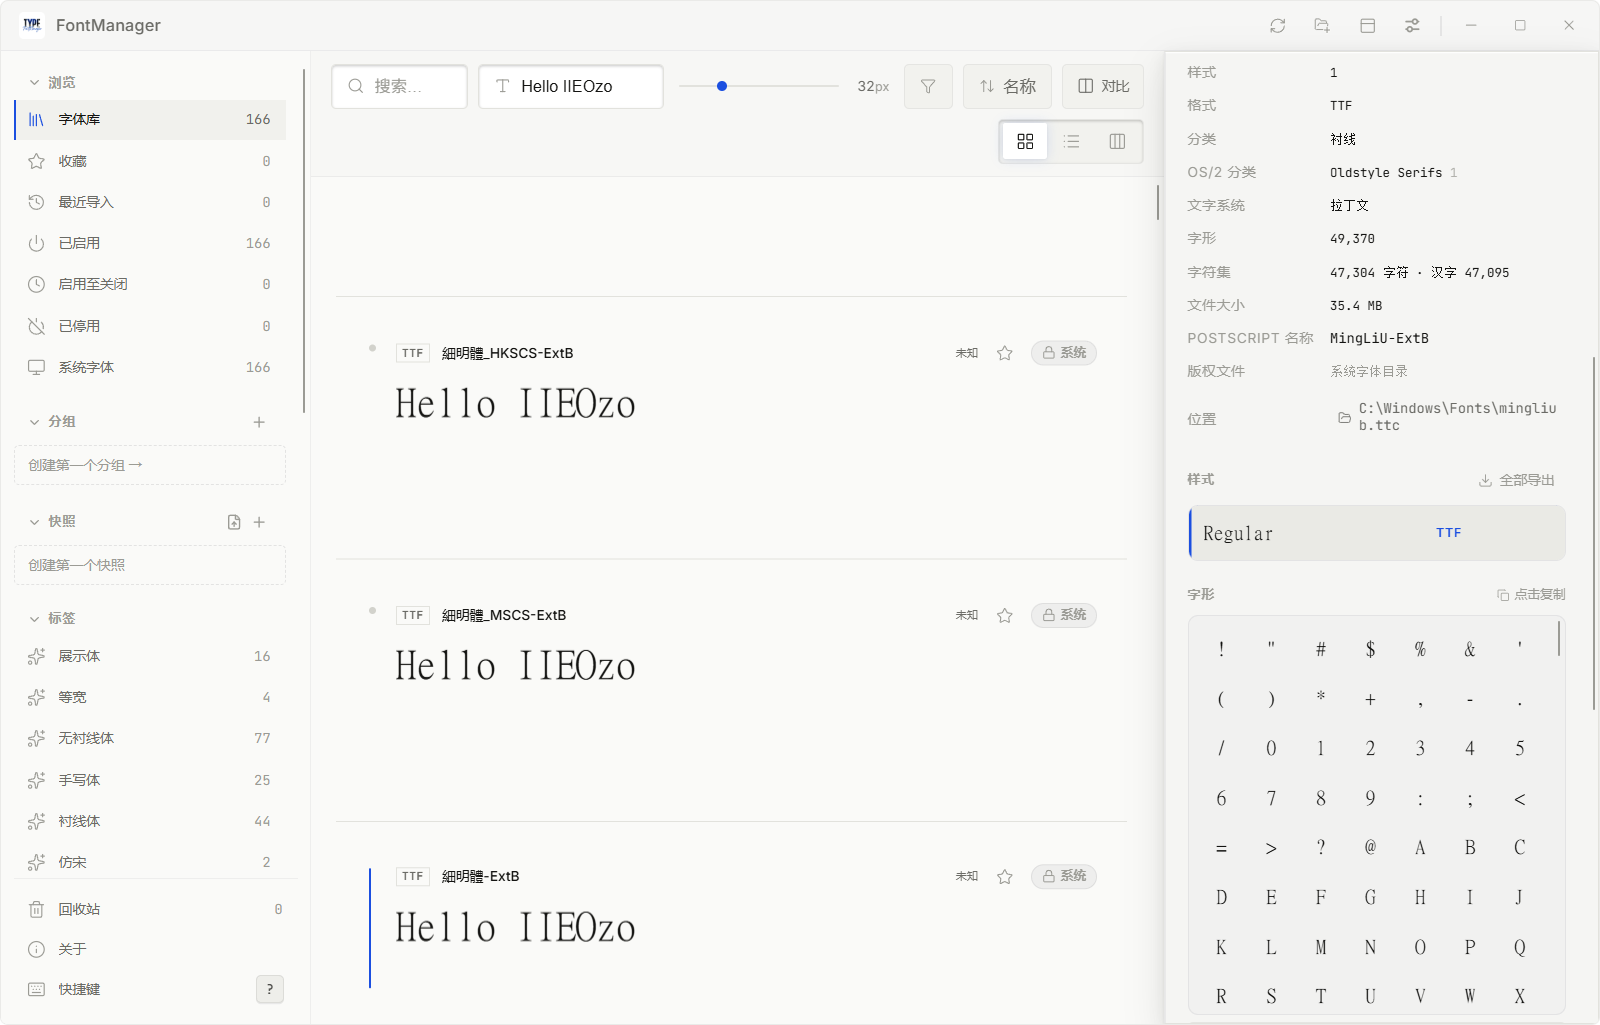 TYPE
FontManager
浏览
字体库 166
收藏 0
最近导入 0
已启用 166
启用至关闭 0
已停用 0
系统字体 166
分组
创建第一个分组 →
快照
创建第一个快照
标签
展示体 16
等宽 4
无衬线体 77
手写体 25
衬线体 44
仿宋 2
回收站 0
关于
快捷键 ?
搜索...
Hello IIEOzo
32px
名称
对比
TTF 細明體_HKSCS-ExtB 未知 系统
Hello IIEOzo
TTF 細明體_MSCS-ExtB 未知 系统
Hello IIEOzo
TTF 細明體-ExtB 未知 系统
Hello IIEOzo
样式 1
格式 TTF
分类 衬线
OS/2 分类 Oldstyle Serifs 1
文字系统 拉丁文
字形 49,370
字符集 47,304 字符 · 汉字 47,095
文件大小 35.4 MB
POSTSCRIPT 名称 MingLiU-ExtB
版权文件 系统字体目录
位置 C:\Windows\Fonts\mingliu
b.ttc
样式 全部导出
Regular TTF
字形 点击复制
! " # $ % & '
( ) * + , - .
/ 0 1 2 3 4 5
6 7 8 9 : ; <
= > ? @ A B C
D E F G H I J
K L M N O P Q
R S T U V W X